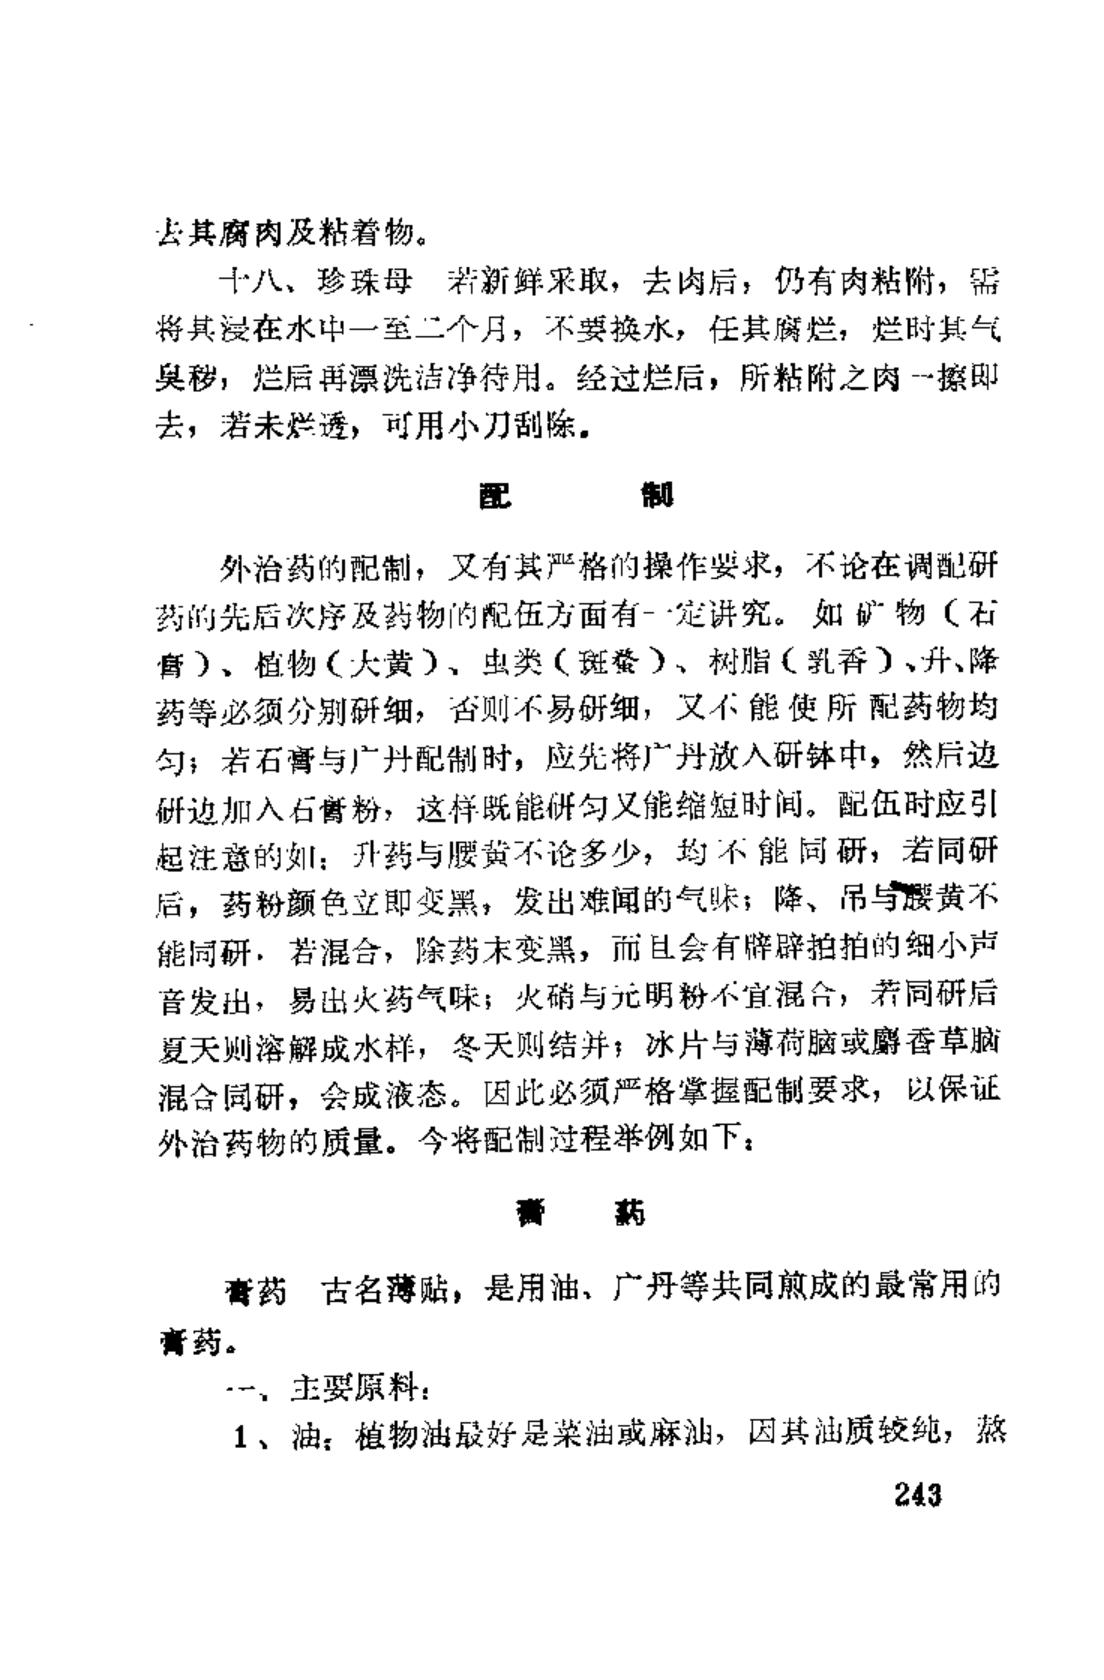 去其腐肉及粘着物。
十八、珍珠母 若新鲜采取，去肉后，仍有肉粘附，需
将其浸在水中一至二个月，不要换水，任其腐烂，烂时其气
臭秽，烂后再漂洗洁净待用。经过烂后，所粘附之肉一擦即
去，若未烂透，可用小刀刮除。
配 制
外治药的配制，又有其严格的操作要求，不论在调配研
药的先后次序及药物的配伍方面有一定讲究。如矿物（石
膏）、植物（大黄）、虫类（斑蝥）、树脂（乳香）、升、降
药等必须分别研细，否则不易研细，又不能使所配药物均
匀；若石膏与广丹配制时，应先将广丹放入研钵中，然后边
研边加入石膏粉，这样既能研匀又能缩短时间。配伍时应引
起注意的如：升药与腰黄不论多少，均不能同研，若同研
后，药粉颜色立即变黑，发出难闻的气味；降、吊与腰黄不
能同研．若混合，除药末变黑，而且会有噼辟拍拍的细小声
音发出，易出火药气味；火硝与元明粉不宜混合，若同研后
夏天则溶解成水样，冬天则结并；冰片与薄荷脑或麝香草脑
混合同研，会成液态。因此必须严格掌握配制要求，以保证
外治药物的质量。今将配制过程举例如下：
膏 药
膏药 古名薄贴，是用油、广丹等共同煎成的最常用的
膏药。
一、主要原料：
1、油：植物油最好是菜油或麻油，因其油质较纯，熬
243